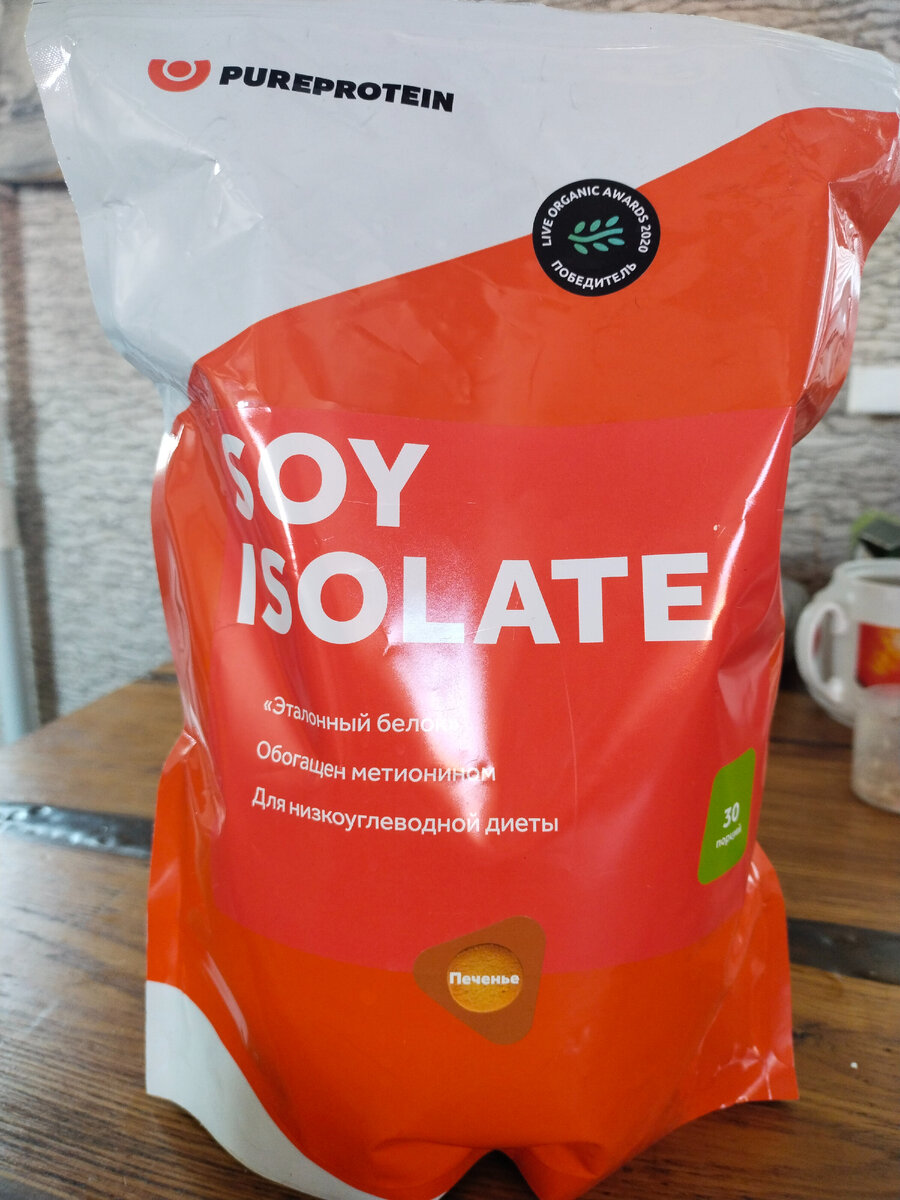 PUREPROTEIN
LIVE ORGANIC AWARDS 2020
ПОБЕДИТЕЛЬ
SOY
ISOLATE
«Эталонный белок»
Обогащен метионином
Для низкоуглеводной диеты
30
порций
Печенье